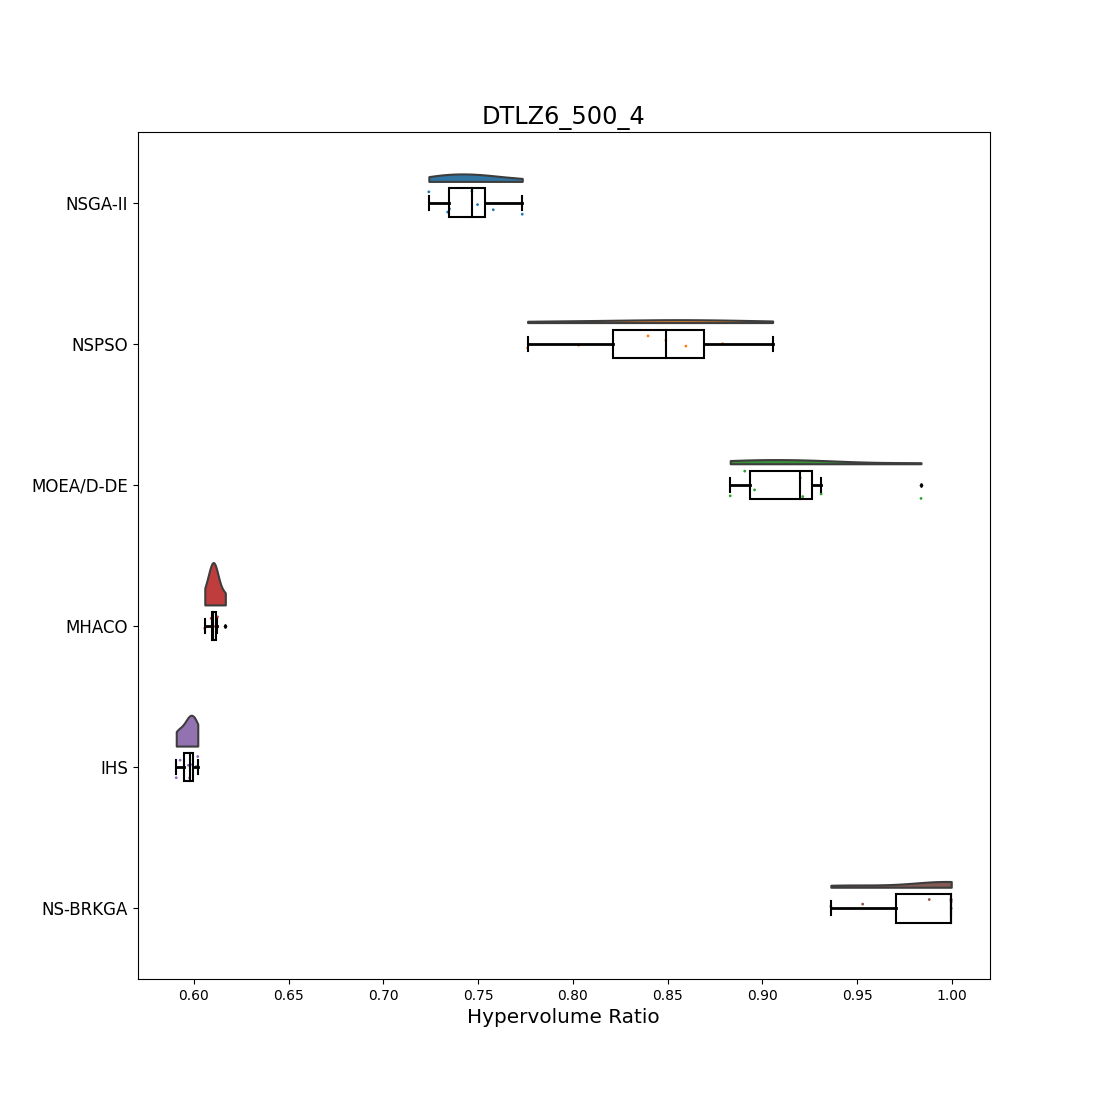 DTLZ6_500_4
NSGA-II
NSPSO
MOEA/D-DE
MHACO
IHS
NS-BRKGA
0.60 0.65 0.70 0.75 0.80 0.85 0.90 0.95 1.00
Hypervolume Ratio